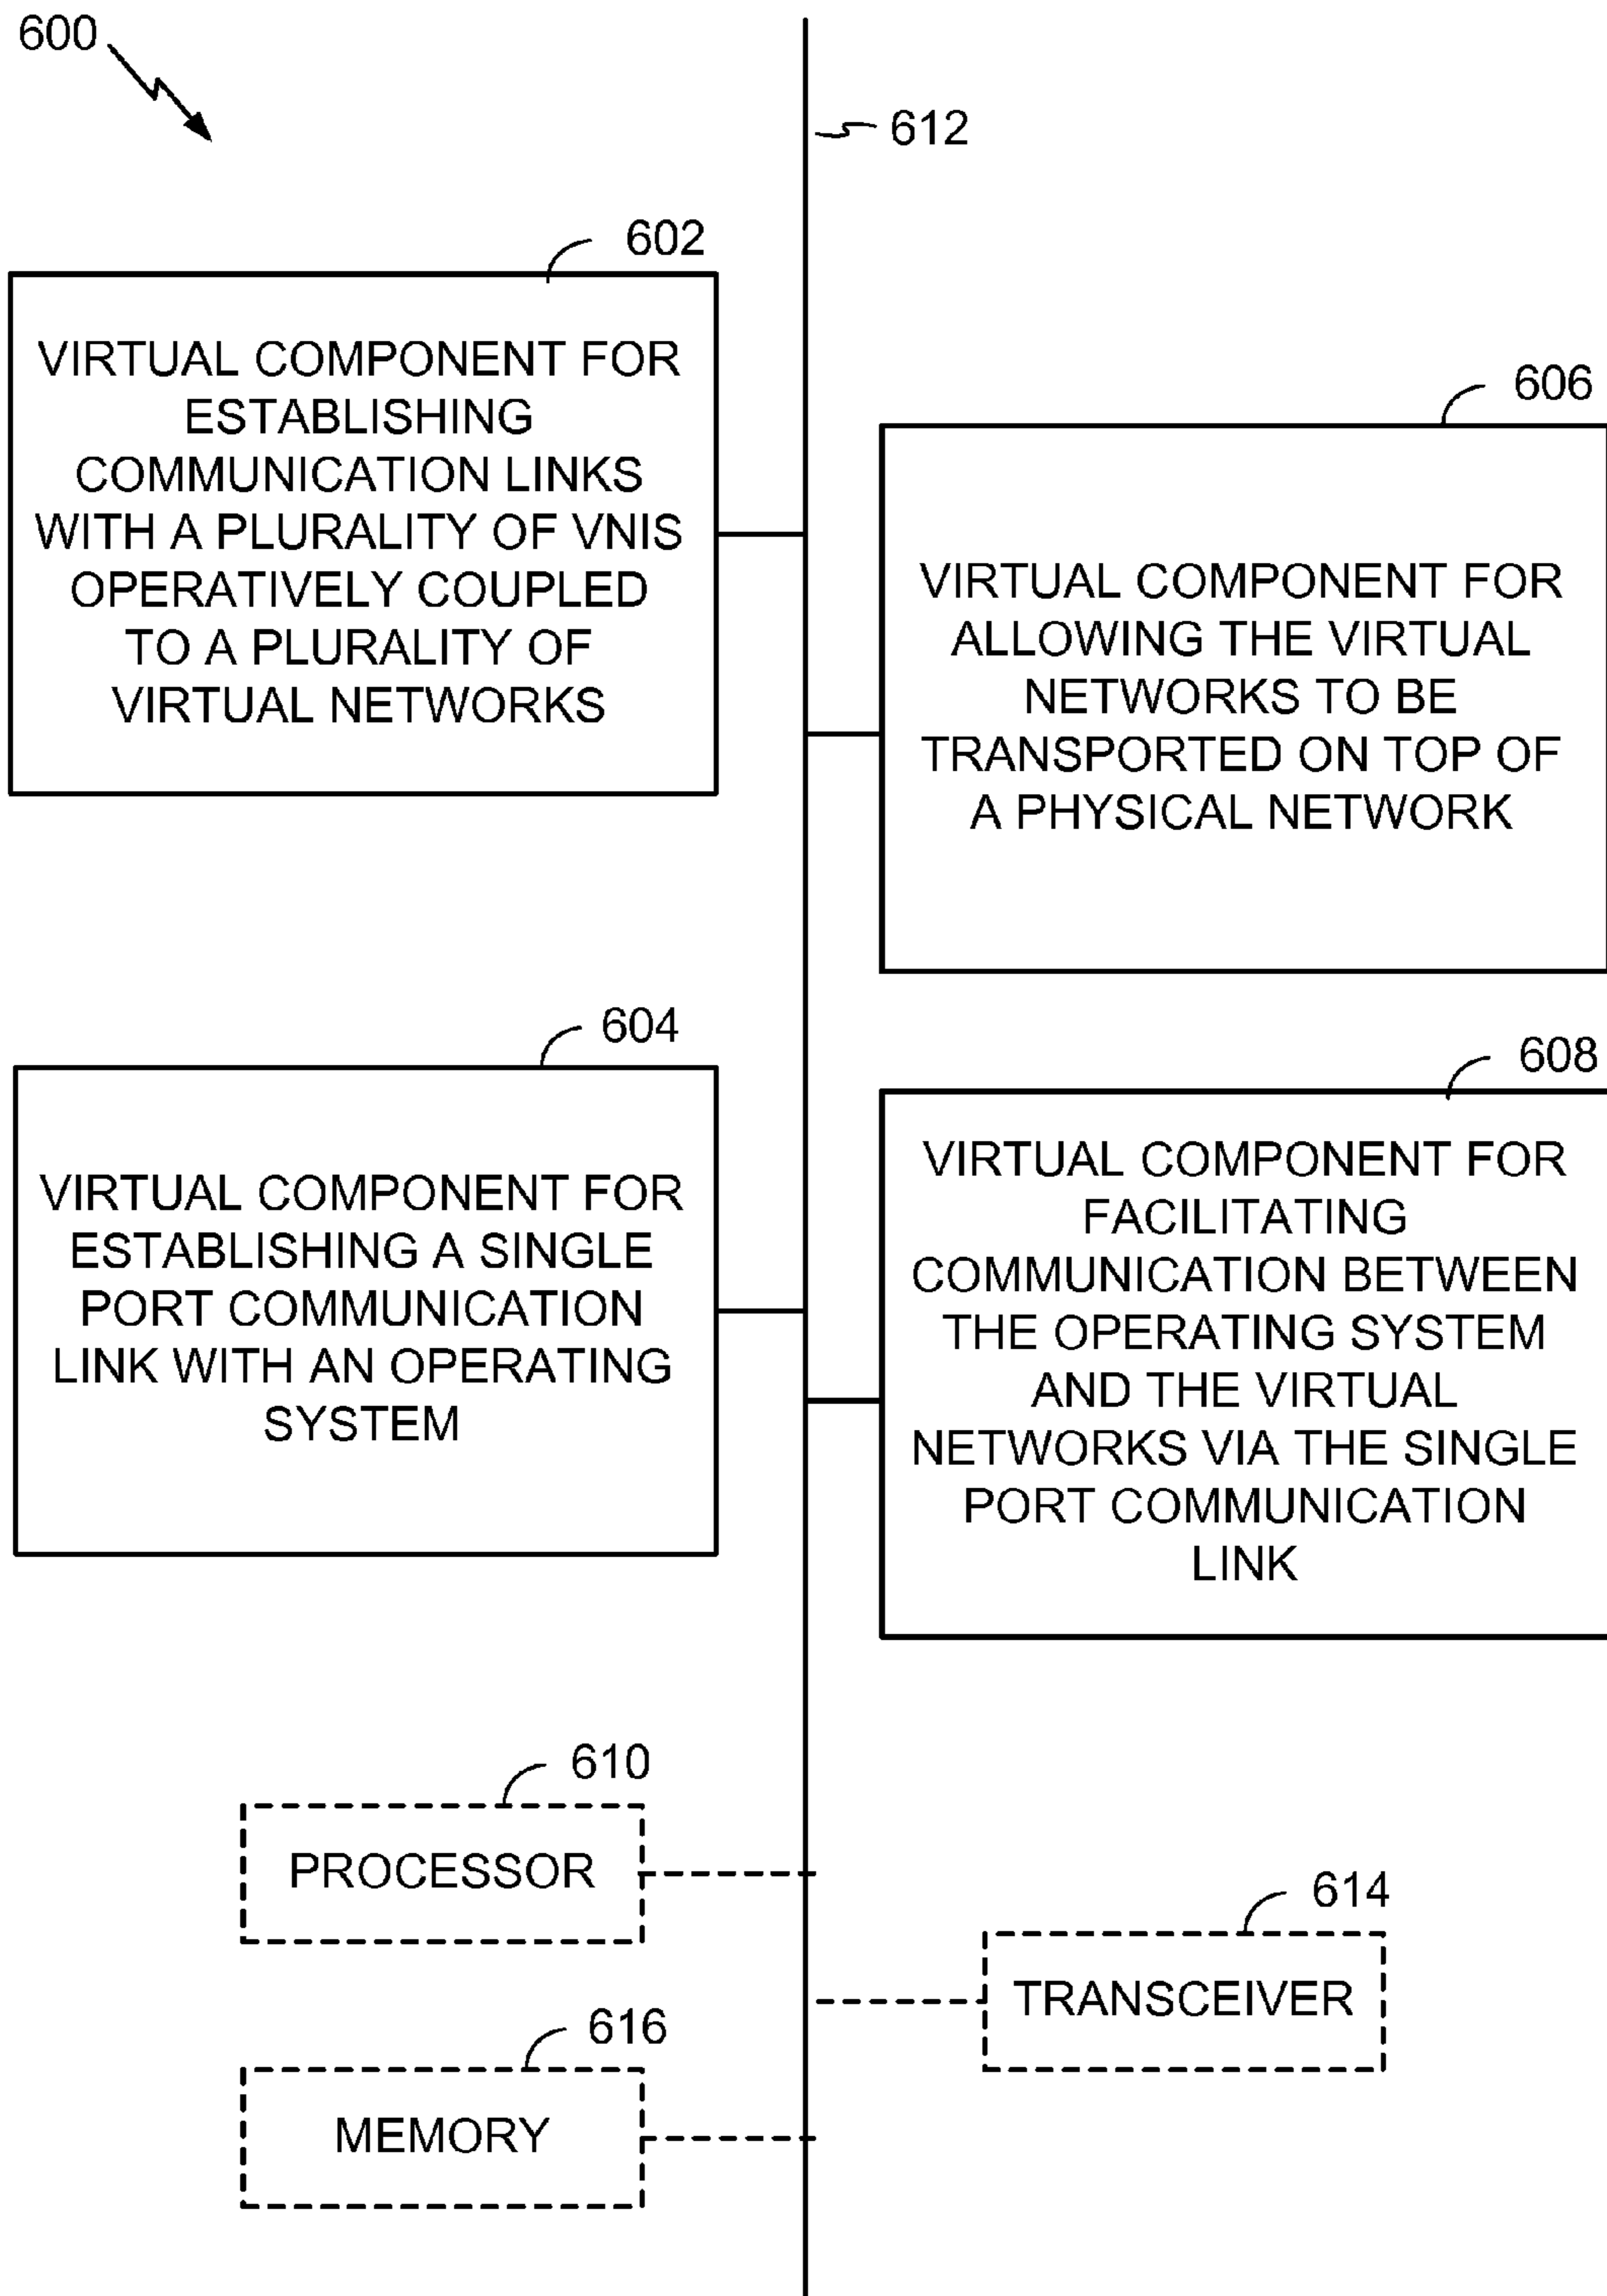 600
612
602
VIRTUAL COMPONENT FOR
ESTABLISHING
COMMUNICATION LINKS
WITH A PLURALITY OF VNIS
OPERATIVELY COUPLED
TO A PLURALITY OF
VIRTUAL NETWORKS
606
VIRTUAL COMPONENT FOR
ALLOWING THE VIRTUAL
NETWORKS TO BE
TRANSPORTED ON TOP OF
A PHYSICAL NETWORK
604
VIRTUAL COMPONENT FOR
ESTABLISHING A SINGLE
PORT COMMUNICATION
LINK WITH AN OPERATING
SYSTEM
608
VIRTUAL COMPONENT FOR
FACILITATING
COMMUNICATION BETWEEN
THE OPERATING SYSTEM
AND THE VIRTUAL
NETWORKS VIA THE SINGLE
PORT COMMUNICATION
LINK
610
PROCESSOR
614
TRANSCEIVER
616
MEMORY